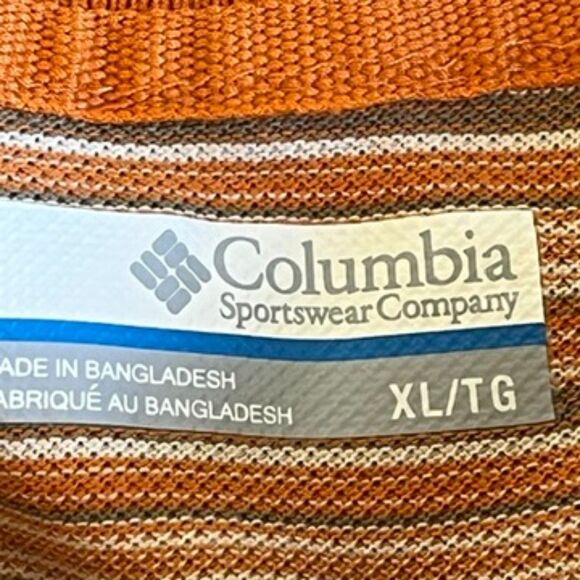 Columbia
Sportswear Company
ADE IN BANGLADESH
ABRIQUÉ AU BANGLADESH
XL/TG